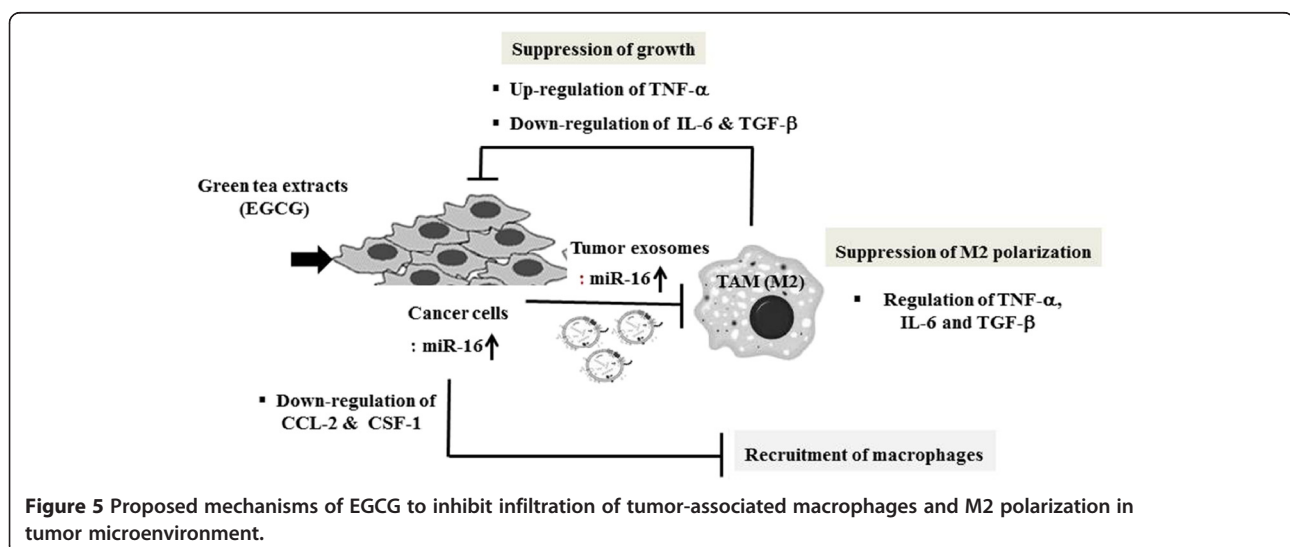 Suppression of growth
▪ Up-regulation of TNF-α
▪ Down-regulation of IL-6 & TGF-β
Green tea extracts
(EGCG)
Tumor exosomes
: miR-16↑
TAM (M2)
Suppression of M2 polarization
▪ Regulation of TNF-α,
IL-6 and TGF-β
Cancer cells
: miR-16↑
▪ Down-regulation of
CCL-2 & CSF-1
Recruitment of macrophages
Figure 5 Proposed mechanisms of EGCG to inhibit infiltration of tumor-associated macrophages and M2 polarization in
tumor microenvironment.